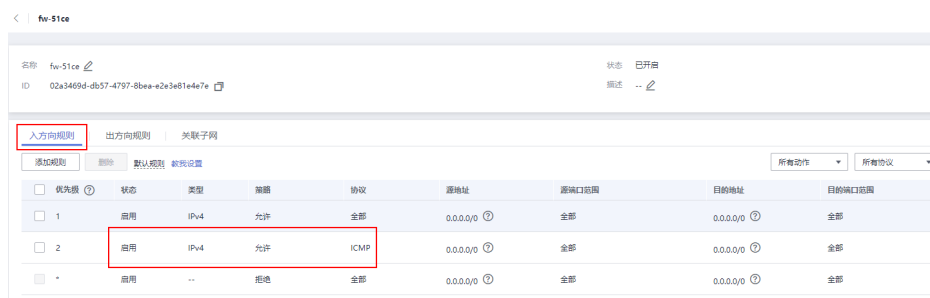 < fw-51ce
名称 fw-51ce 状态 已开启
ID 02a3469d-db57-4797-8bea-e2e3e81e4e7e 描述 --
入方向规则 出方向规则 关联子网
添加规则 删除 默认规则 教我设置 所有动作 所有协议
优先级 状态 类型 策略 协议 源地址 源端口范围 目的地址 目的端口范围
1 启用 IPv4 允许 全部 0.0.0.0/0 全部 0.0.0.0/0 全部
2 启用 IPv4 允许 ICMP 0.0.0.0/0 全部 0.0.0.0/0 全部
* 启用 -- 拒绝 全部 0.0.0.0/0 全部 0.0.0.0/0 全部